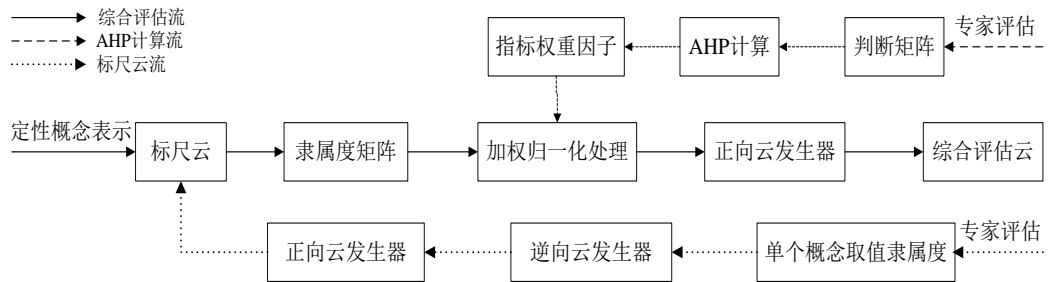 综合评估流
AHP计算流
标尺云流
指标权重因子
AHP计算
判断矩阵
专家评估
定性概念表示
标尺云
隶属度矩阵
加权归一化处理
正向云发生器
综合评估云
正向云发生器
逆向云发生器
单个概念取值隶属度
专家评估